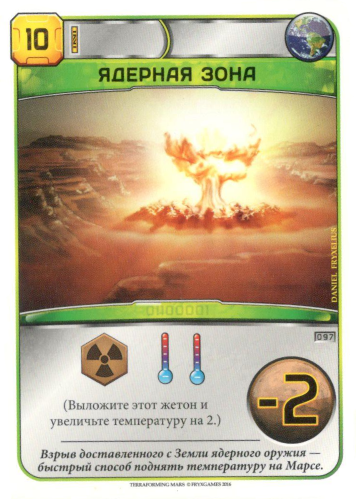 10
ЯДЕРНАЯ ЗОНА
DANIEL FRYXELIUS
097
(Выложите этот жетон и
увеличьте температуру на 2.)
-2
Взрыв доставленного с Земли ядерного оружия —
быстрый способ поднять температуру на Марсе.
TERRAFORMING MARS © FRYXGAMES 2016